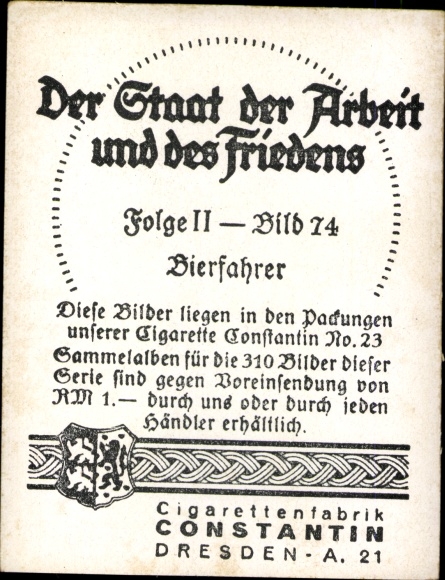 Der Staat der Arbeit
und des Friedens
Folge II — Bild 74
Bierfahrer
Diese Bilder liegen in den Packungen
unserer Cigarette Constantin No. 23
Sammelalben für die 310 Bilder dieser
Serie sind gegen Voreinsendung von
RM 1.— durch uns oder durch jeden
Händler erhältlich.
Cigarettenfabrik
CONSTANTIN
DRESDEN - A. 21